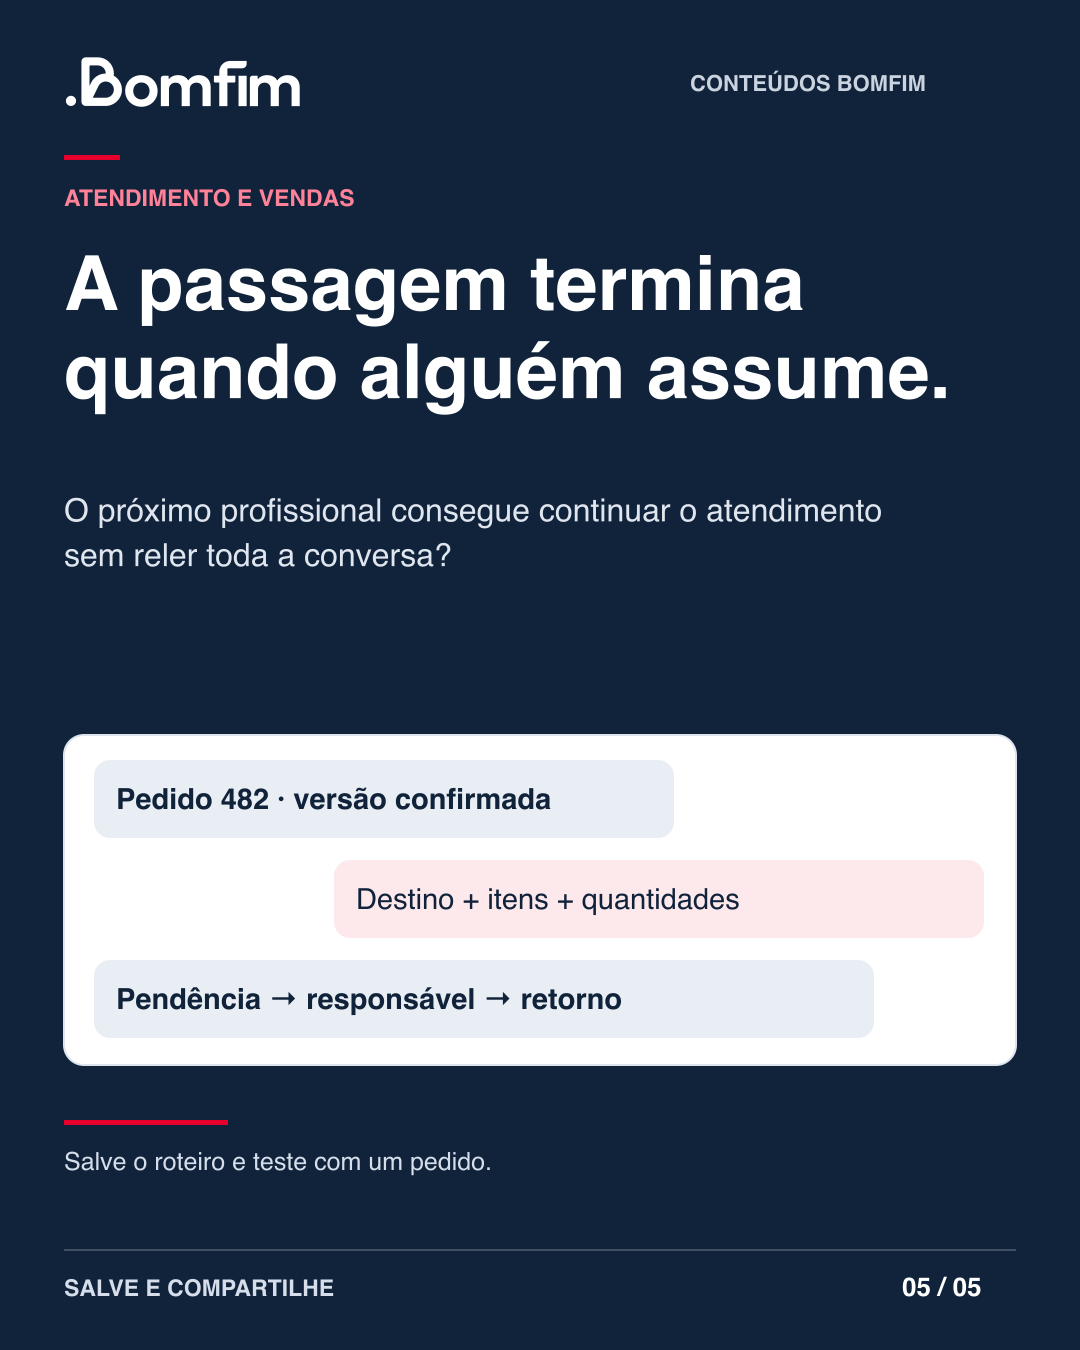 .Bomfim
CONTEÚDOS BOMFIM
ATENDIMENTO E VENDAS
A passagem termina
quando alguém assume.
O próximo profissional consegue continuar o atendimento
sem reler toda a conversa?
Pedido 482 · versão confirmada
Destino + itens + quantidades
Pendência → responsável → retorno
Salve o roteiro e teste com um pedido.
SALVE E COMPARTILHE
05 / 05